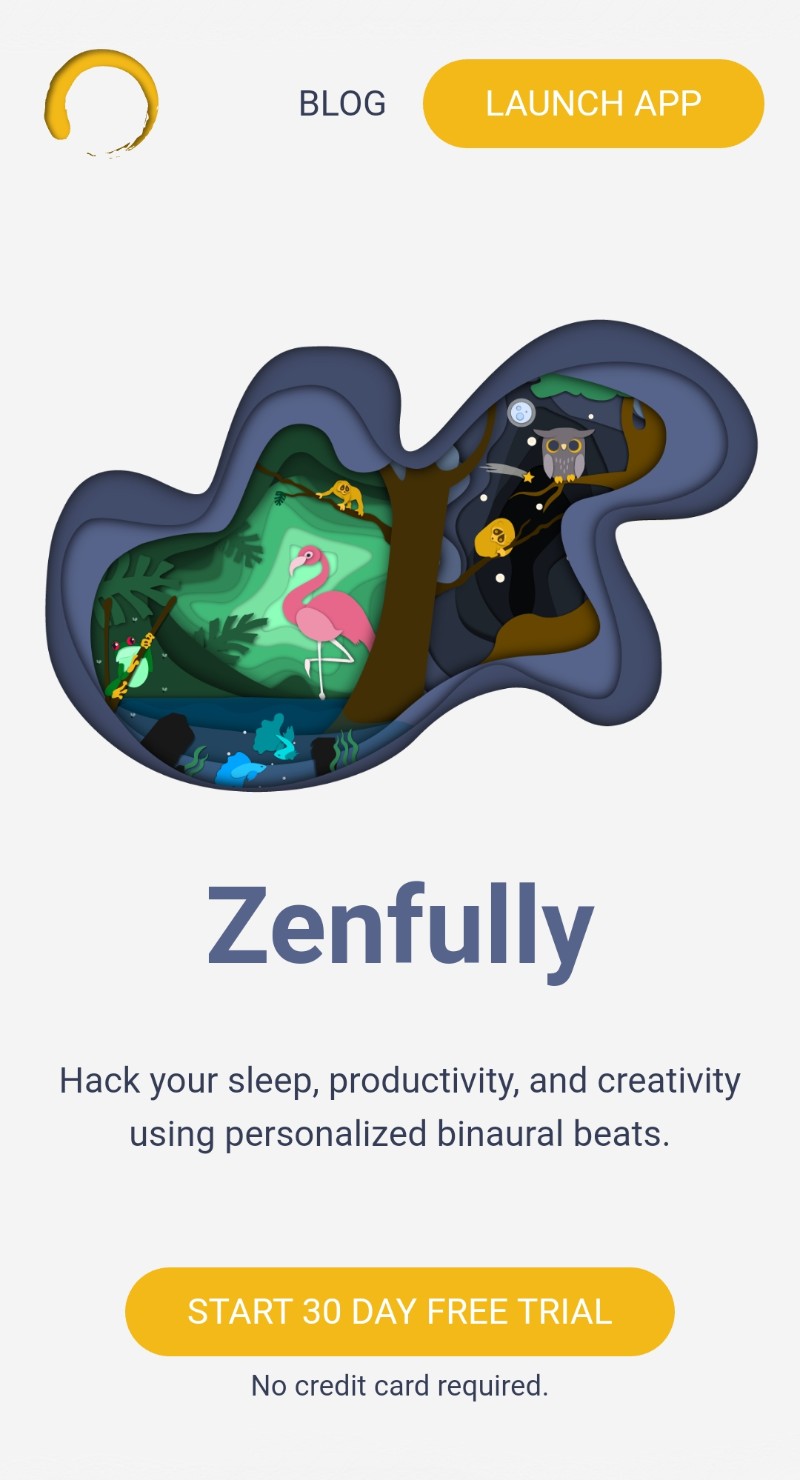 BLOG
LAUNCH APP
Zenfully
Hack your sleep, productivity, and creativity
using personalized binaural beats.
START 30 DAY FREE TRIAL
No credit card required.